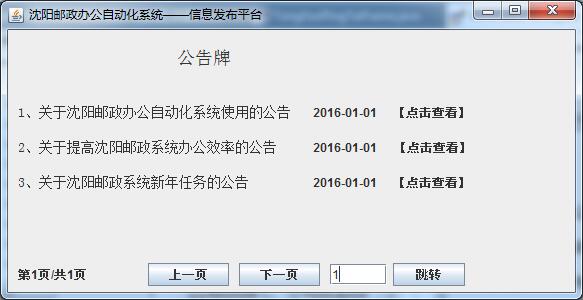 沈阳邮政办公自动化系统——信息发布平台
公告牌
1、关于沈阳邮政办公自动化系统使用的公告 2016-01-01 【点击查看】
2、关于提高沈阳邮政系统办公效率的公告 2016-01-01 【点击查看】
3、关于沈阳邮政系统新年任务的公告 2016-01-01 【点击查看】
第1页/共1页 上一页 下一页 1 跳转